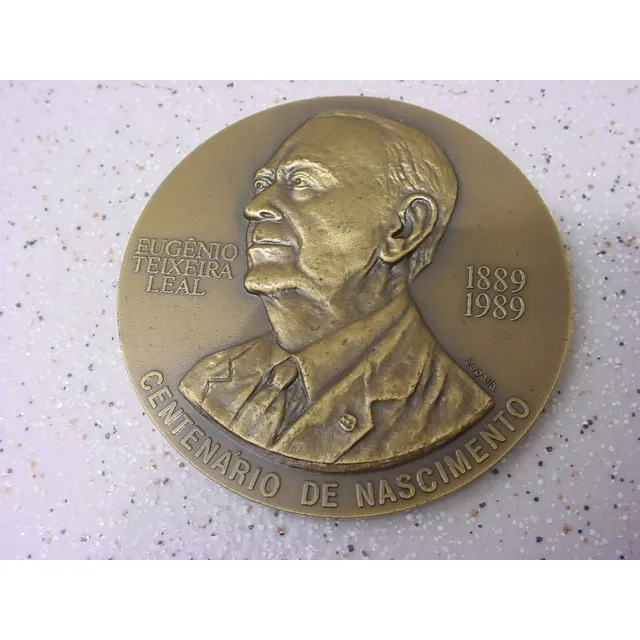 EUGÊNIO
TEIXEIRA
LEAL
1889
1989
CENTENÁRIO DE NASCIMENTO